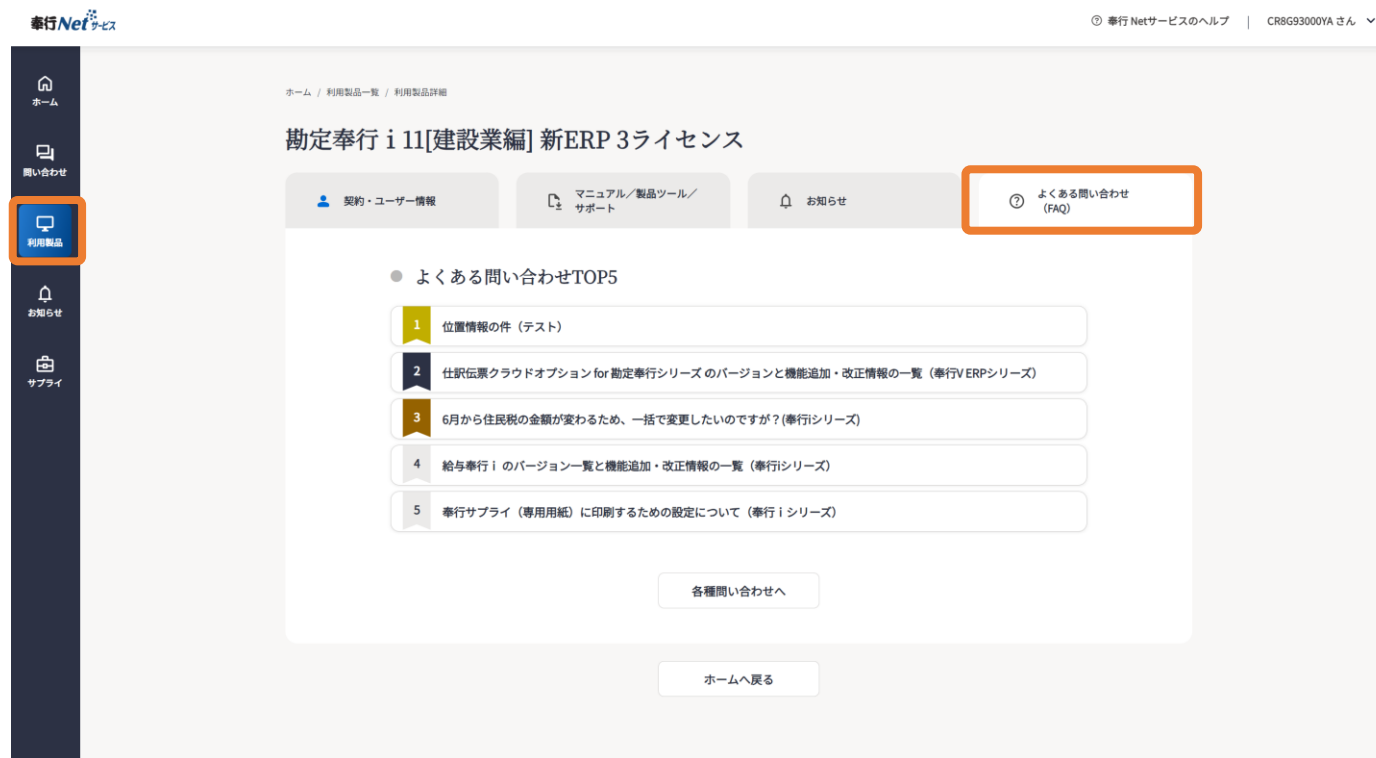 奉行Netサービス
奉行 Netサービスのヘルプ | CR8G93000YA さん
ホーム
問い合わせ
利用製品
お知らせ
サプライ
ホーム / 利用製品一覧 / 利用製品詳細
勘定奉行ｉ11[建設業編] 新ERP 3ライセンス
契約・ユーザー情報
マニュアル／製品ツール／
サポート
お知らせ
よくある問い合わせ
（FAQ）
よくある問い合わせTOP5
1 位置情報の件（テスト）
2 仕訳伝票クラウドオプション for 勘定奉行シリーズ のバージョンと機能追加・改正情報の一覧（奉行V ERPシリーズ）
3 6月から住民税の金額が変わるため、一括で変更したいのですが？(奉行iシリーズ)
4 給与奉行ｉ のバージョン一覧と機能追加・改正情報の一覧（奉行iシリーズ）
5 奉行サプライ（専用用紙）に印刷するための設定について（奉行ｉシリーズ）
各種問い合わせへ
ホームへ戻る